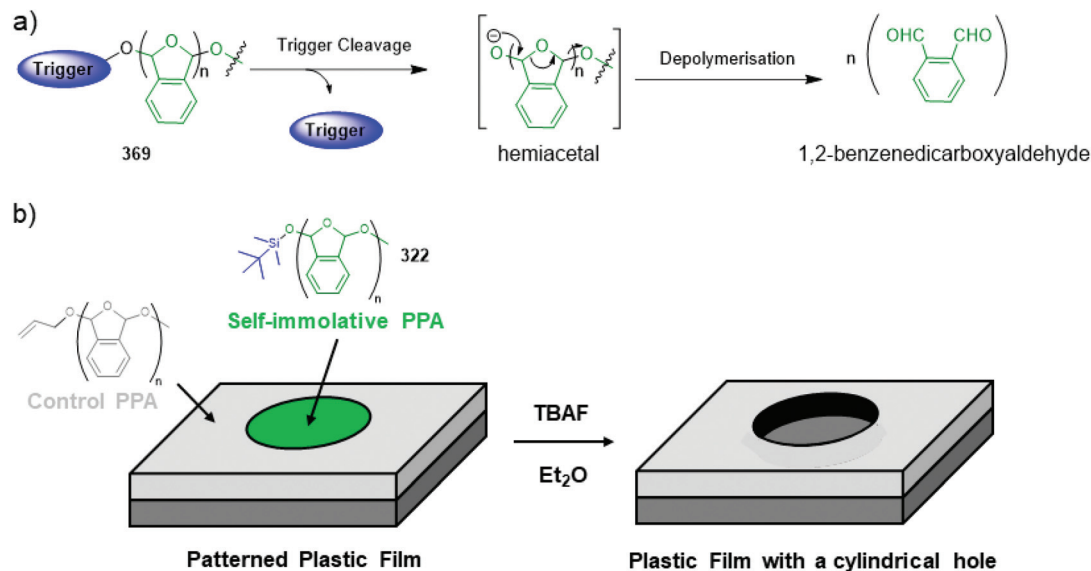 a)
Trigger
O
O
O
n
Trigger Cleavage
Trigger
369
⊖
O
O
O
n
hemiacetal
Depolymerisation
n
OHC
CHO
1,2-benzenedicarboxyaldehyde
b)
Si
O
O
O
n
322
Self-immolative PPA
O
O
O
n
Control PPA
TBAF
Et2O
Patterned Plastic Film
Plastic Film with a cylindrical hole